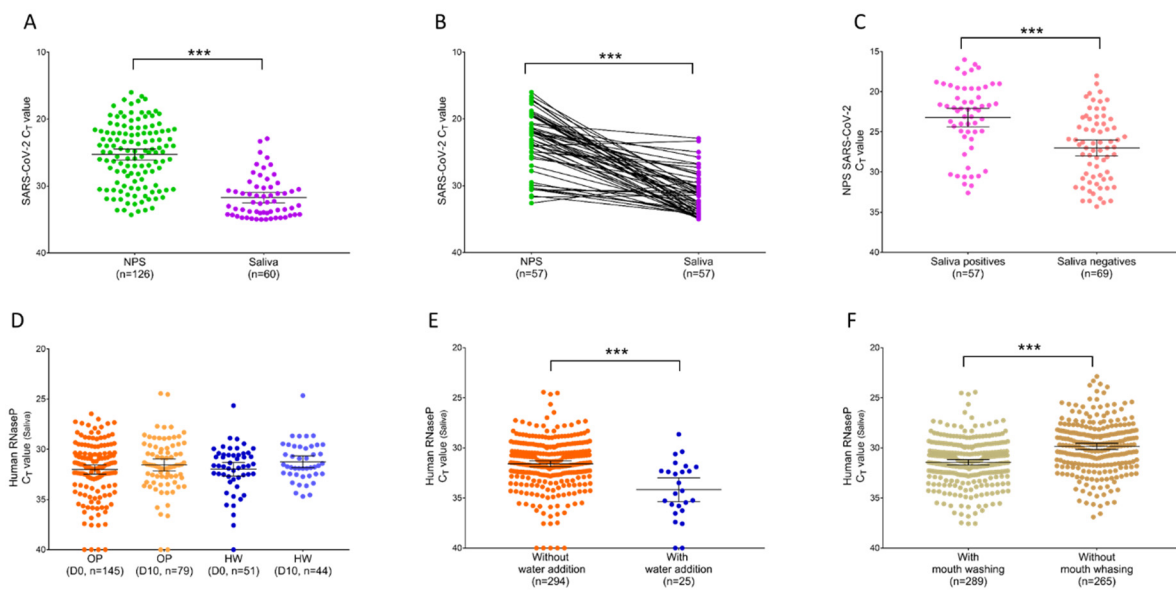 A
***
SARS-CoV-2 CT value
10
20
30
40
NPS
(n=126)
Saliva
(n=60)
B
***
SARS-CoV-2 CT value
10
20
30
40
NPS
(n=57)
Saliva
(n=57)
C
***
NPS SARS-CoV-2
CT value
15
20
25
30
35
40
Saliva positives
(n=57)
Saliva negatives
(n=69)
D
Human RNaseP
CT value (Saliva)
20
25
30
35
40
OP
(D0, n=145)
OP
(D10, n=79)
HW
(D0, n=51)
HW
(D10, n=44)
E
***
Human RNaseP
CT value (Saliva)
20
25
30
35
40
Without
water addition
(n=294)
With
water addition
(n=25)
F
***
Human RNaseP
CT value (Saliva)
20
25
30
35
40
With
mouth washing
(n=289)
Without
mouth whasing
(n=265)